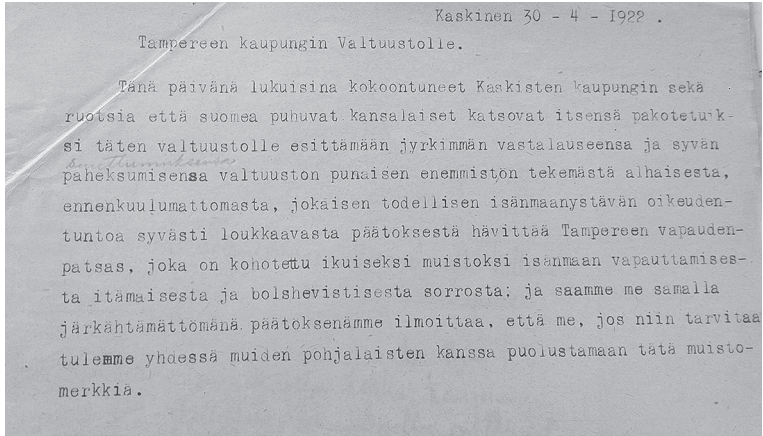 Kaskinen 30 - 4 - 1922 .
Tampereen kaupungin Valtuustolle.
Tänä päivänä lukuisina kokoontuneet Kaskisten kaupungin sekä
ruotsia että suomea puhuvat kansalaiset katsovat itsensä pakotetuik-
si täten valtuustolle esittämään jyrkimmän vastalauseensa ja syvän
paheksumisensa valtuuston punaisen enemmistön tekemästä alhaisesta,
ennenkuulumattomasta, jokaisen todellisen isänmaanystävän oikeuden-
tuntoa syvästi loukkaavasta päätöksestä hävittää Tampereen vapauden-
patsas, joka on kohotettu ikuiseksi muistoksi isänmaan vapauttamises-
ta itämaisesta ja bolshevistisesta sorrosta; ja saamme me samalla
järkähtämättömänä päätöksenämme ilmoittaa, että me, jos niin tarvitaa
tulemme yhdessä muiden pohjalaisten kanssa puolustamaan tätä muisto-
merkkiä.